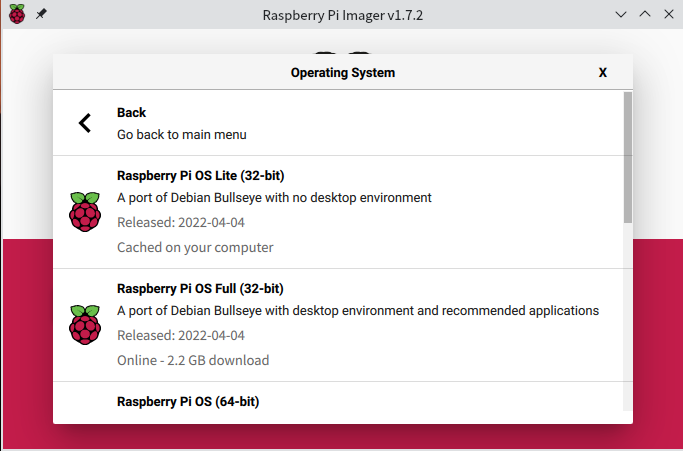 Raspberry Pi Imager v1.7.2
Operating System
X
Back
Go back to main menu
Raspberry Pi OS Lite (32-bit)
A port of Debian Bullseye with no desktop environment
Released: 2022-04-04
Cached on your computer
Raspberry Pi OS Full (32-bit)
A port of Debian Bullseye with desktop environment and recommended applications
Released: 2022-04-04
Online - 2.2 GB download
Raspberry Pi OS (64-bit)